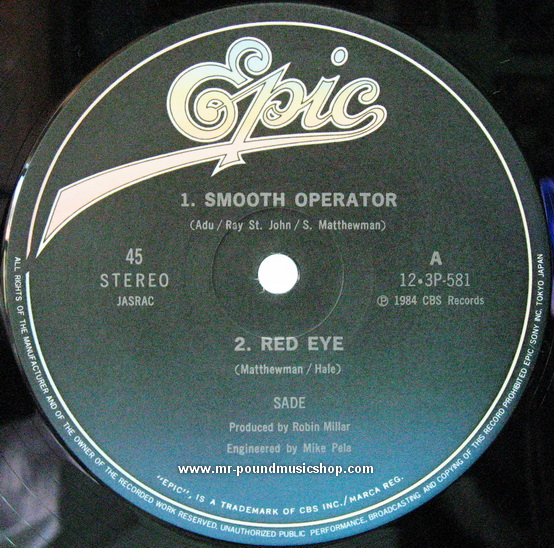 Epic
1. SMOOTH OPERATOR
(Adu/Ray St. John/S. Matthewman)
45
STEREO
JASRAC
A
12•3P-581
Ⓟ 1984 CBS Records
2. RED EYE
(Matthewman/Hale)
SADE
Produced by Robin Millar
Engineered by Mike Pela
www.mr-poundmusicshop.com
"EPIC", IS A TRADEMARK OF CBS INC./MARCA REG.
ALL RIGHTS OF THE MANUFACTURER AND OF THE OWNER OF THE RECORDED WORK RESERVED, UNAUTHORIZED PUBLIC PERFORMANCE, BROADCASTING AND COPYING OF THIS RECORD PROHIBITED EPIC/SONY INC. TOKYO JAPAN